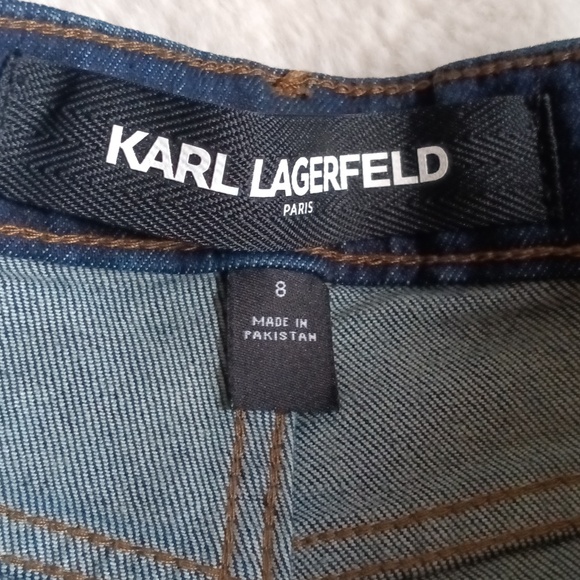 KARL LAGERFELD
PARIS
8
MADE IN
PAKISTAN